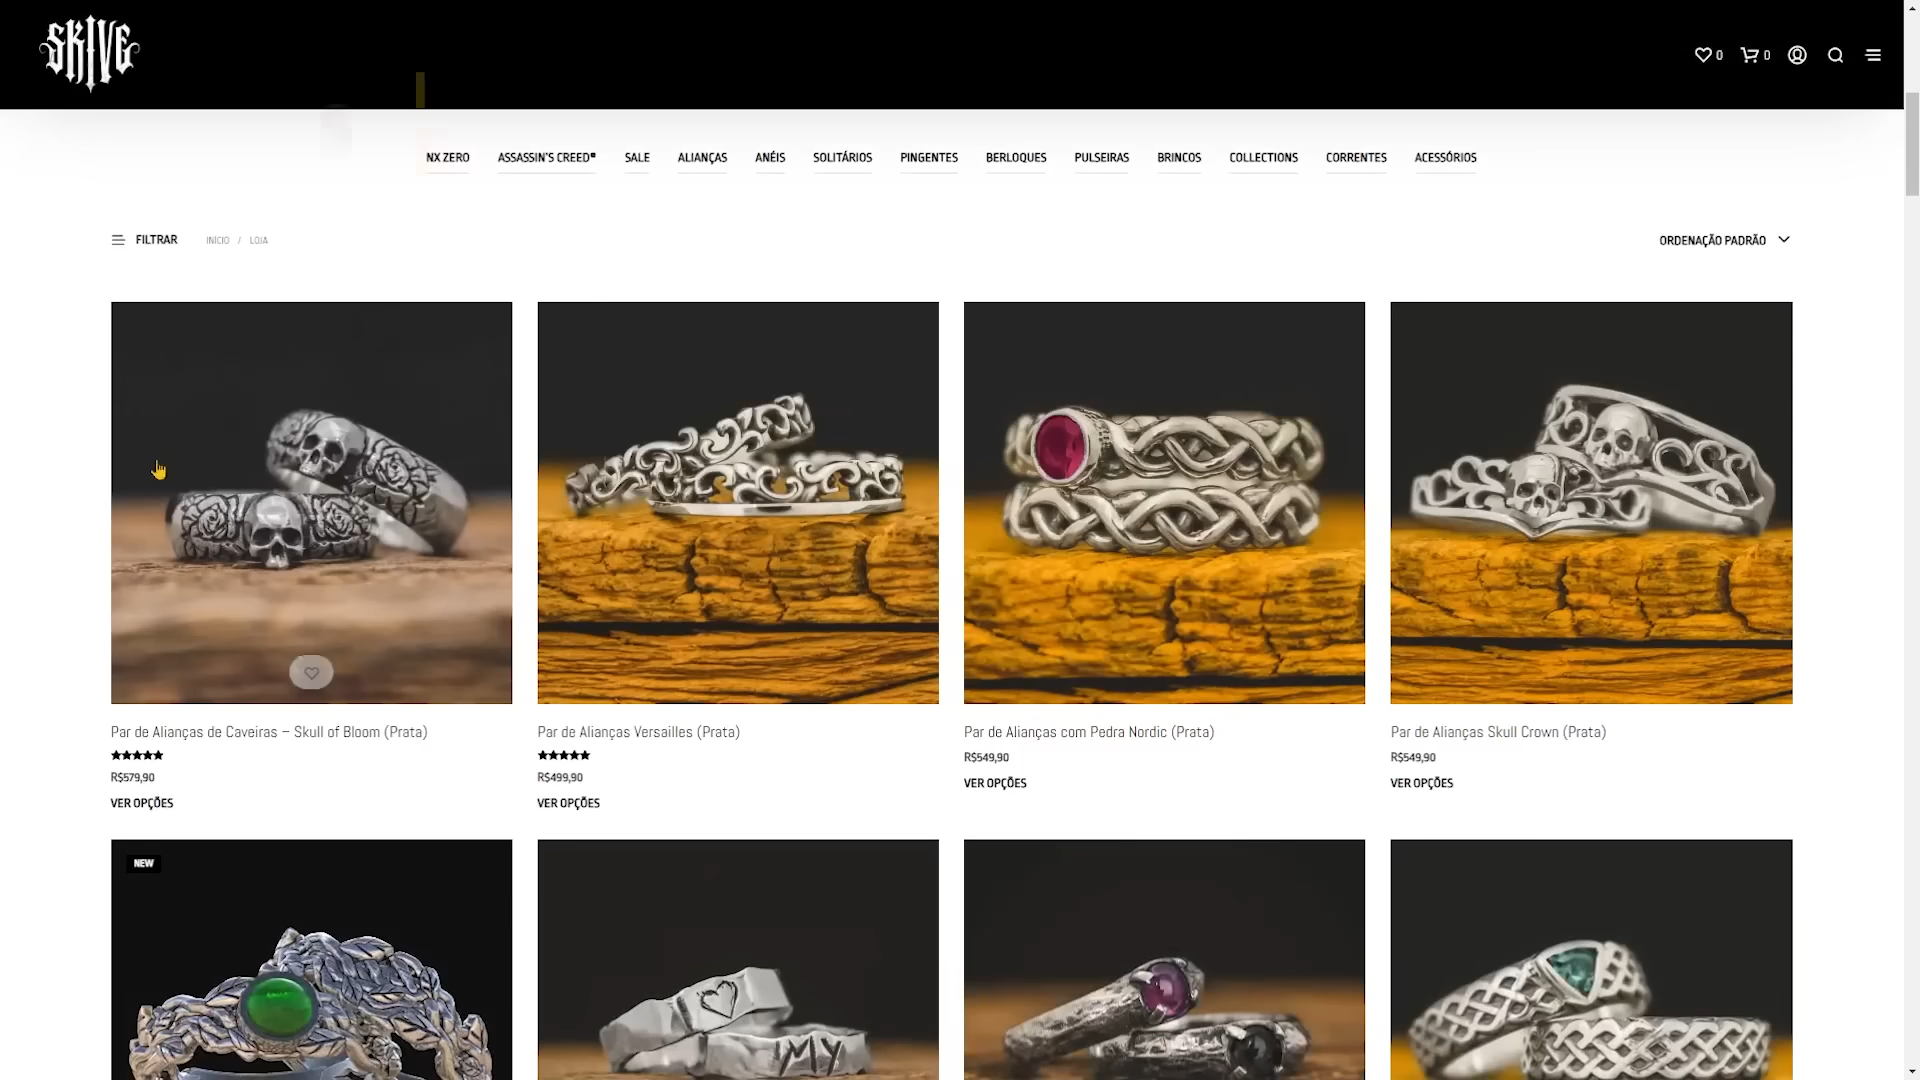 SKIVE
0
0
NX ZERO
ASSASSIN'S CREED®
SALE
ALIANÇAS
ANÉIS
SOLITÁRIOS
PINGENTES
BERLOQUES
PULSEIRAS
BRINCOS
COLLECTIONS
CORRENTES
ACESSÓRIOS
FILTRAR
INÍCIO / LOJA
ORDENAÇÃO PADRÃO
Par de Alianças de Caveiras – Skull of Bloom (Prata)
R$579,90
VER OPÇÕES
Par de Alianças Versailles (Prata)
R$499,90
VER OPÇÕES
Par de Alianças com Pedra Nordic (Prata)
R$549,90
VER OPÇÕES
Par de Alianças Skull Crown (Prata)
R$549,90
VER OPÇÕES
NEW
MY